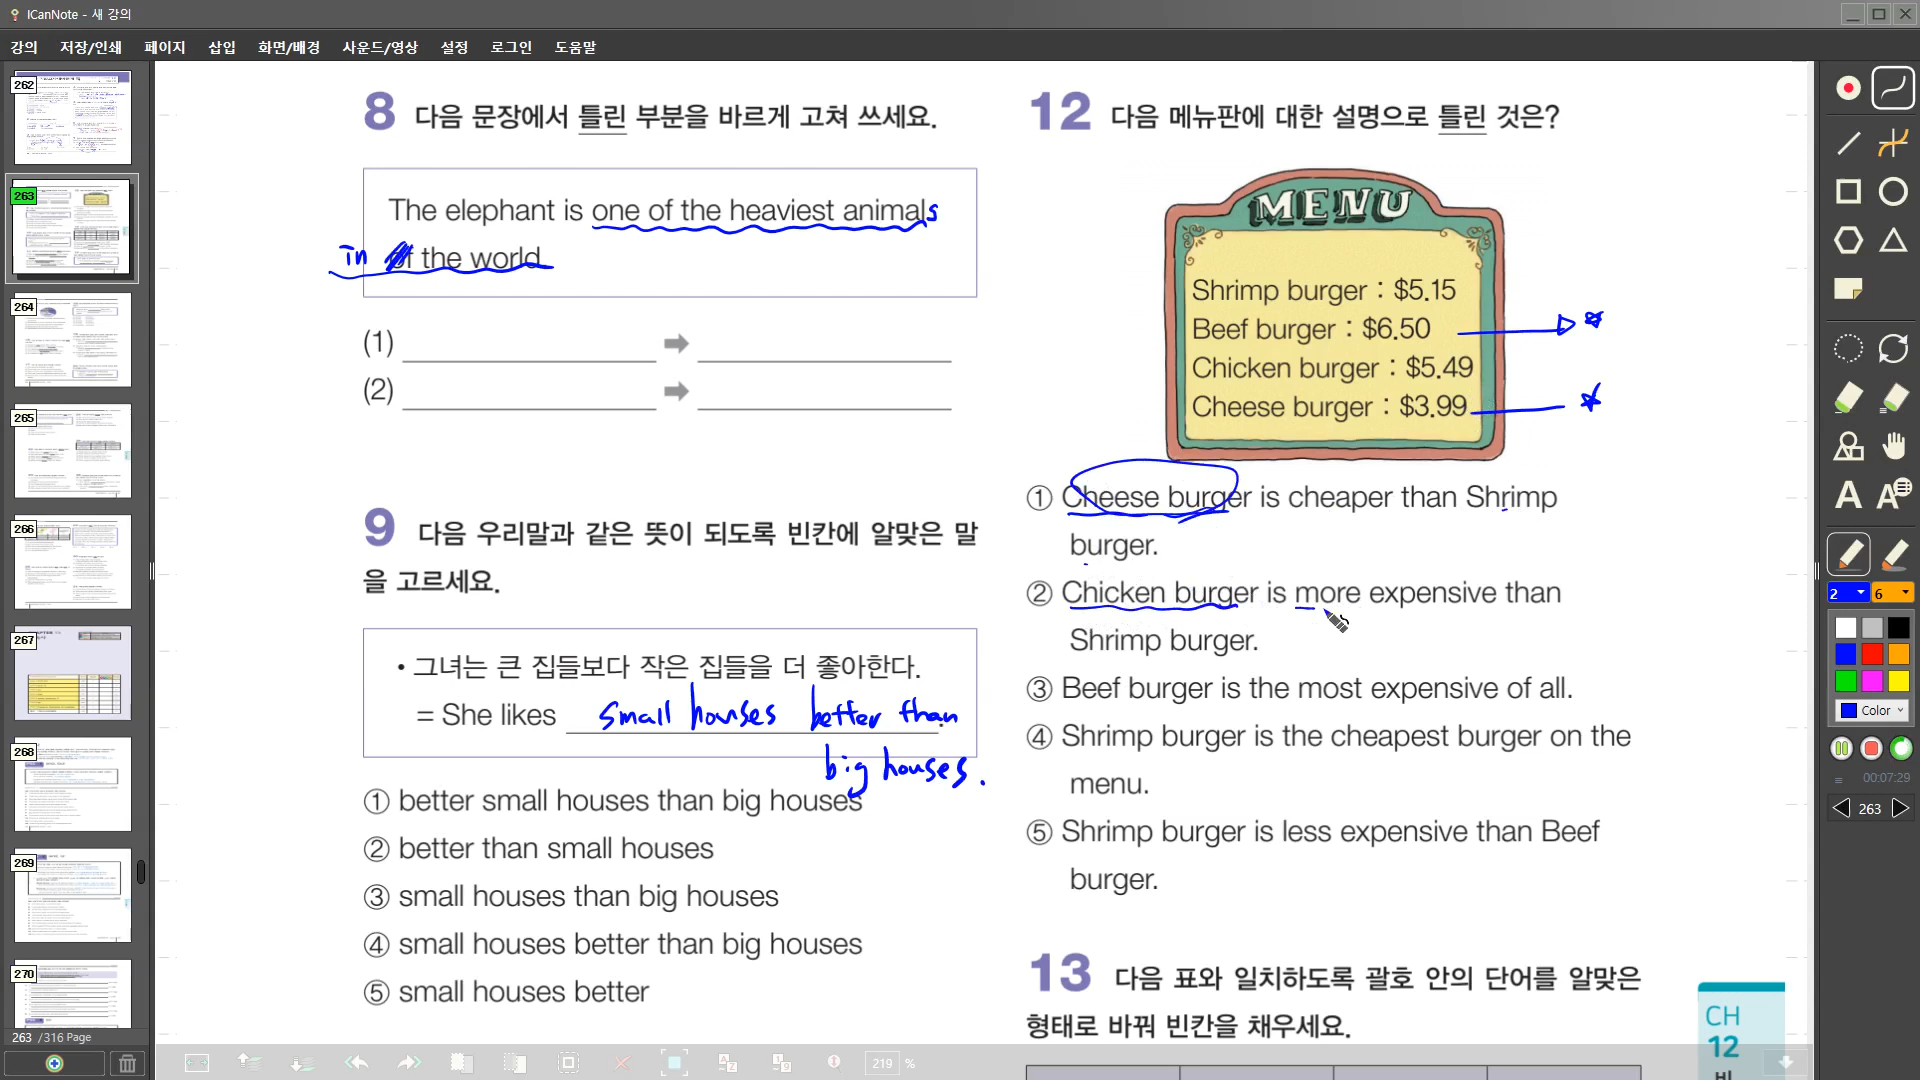 ICanNote - 새 강의
강의 저장/인쇄 페이지 삽입 화면/배경 사운드/영상 설정 로그인 도움말
262
263
264
265
266
267
268
269
270
263 /316 Page
8 다음 문장에서 틀린 부분을 바르게 고쳐 쓰세요.
The elephant is one of the heaviest animals
in of the world
(1)
(2)
9 다음 우리말과 같은 뜻이 되도록 빈칸에 알맞은 말
을 고르세요.
• 그녀는 큰 집들보다 작은 집들을 더 좋아한다.
= She likes small houses better than
big houses.
① better small houses than big houses
② better than small houses
③ small houses than big houses
④ small houses better than big houses
⑤ small houses better
12 다음 메뉴판에 대한 설명으로 틀린 것은?
MENU
Shrimp burger : $5.15
Beef burger : $6.50
Chicken burger : $5.49
Cheese burger : $3.99
① Cheese burger is cheaper than Shrimp
burger.
② Chicken burger is more expensive than
Shrimp burger.
③ Beef burger is the most expensive of all.
④ Shrimp burger is the cheapest burger on the
menu.
⑤ Shrimp burger is less expensive than Beef
burger.
13 다음 표와 일치하도록 괄호 안의 단어를 알맞은
형태로 바꿔 빈칸을 채우세요.
CH
12
A A
2 6
Color
00:07:29
263
219 %